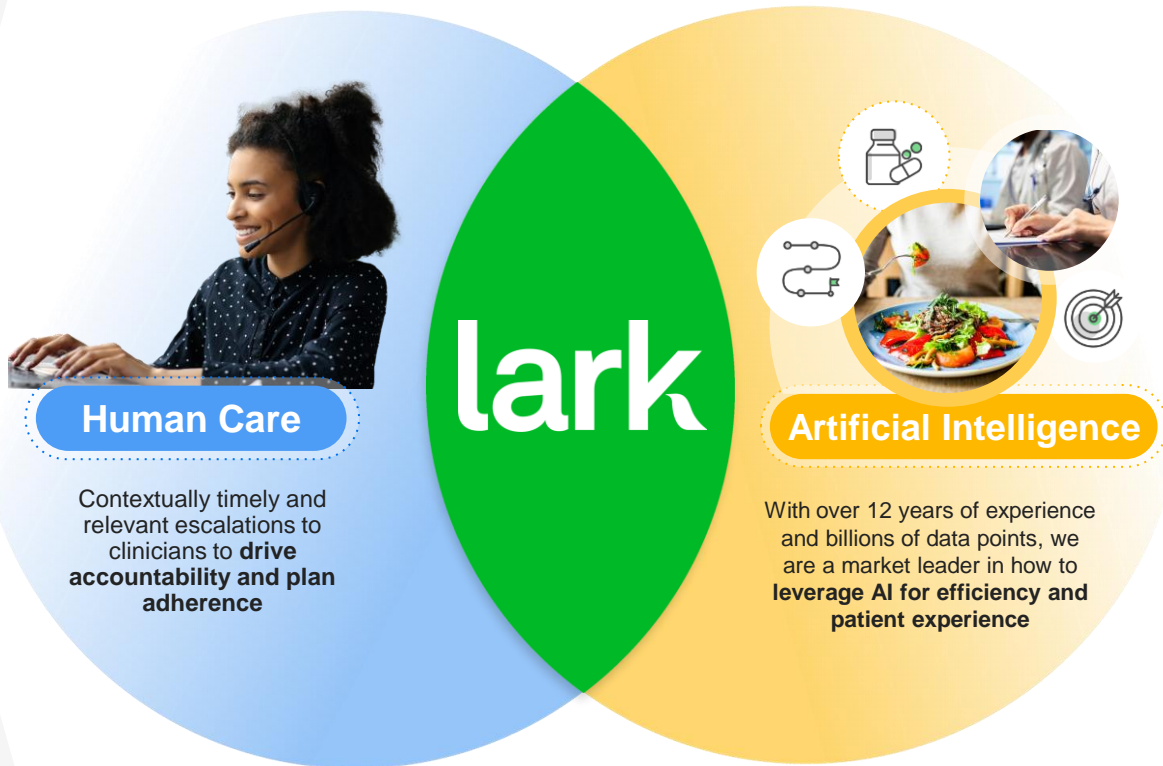 lark
Human Care
Contextually timely and
relevant escalations to
clinicians to drive
accountability and plan
adherence
Artificial Intelligence
With over 12 years of experience
and billions of data points, we
are a market leader in how to
leverage AI for efficiency and
patient experience